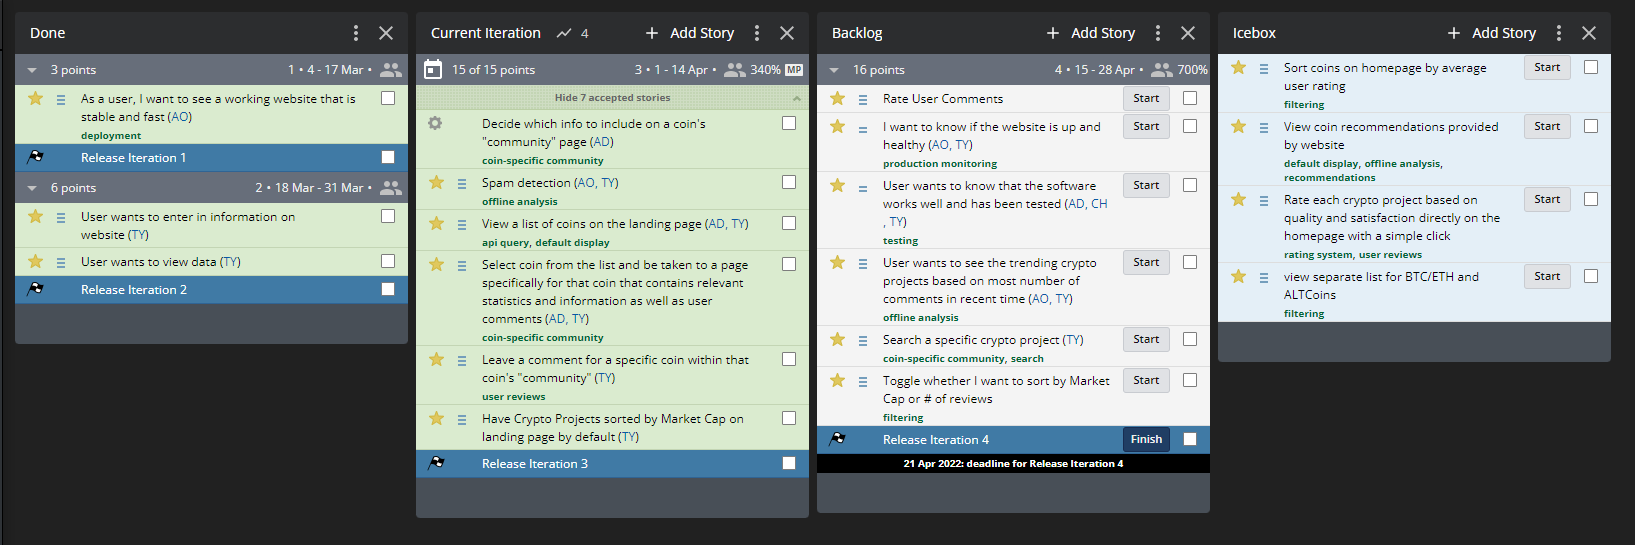 Done
3 points 1 • 4 - 17 Mar •
As a user, I want to see a working website that is
stable and fast (AO)
deployment
Release Iteration 1
6 points 2 • 18 Mar - 31 Mar •
User wants to enter in information on
website (TY)
User wants to view data (TY)
Release Iteration 2
Current Iteration 4 + Add Story
15 of 15 points 3 • 1 - 14 Apr • 340% MP
Hide 7 accepted stories
Decide which info to include on a coin's
"community" page (AD)
coin-specific community
Spam detection (AO, TY)
offline analysis
View a list of coins on the landing page (AD, TY)
api query, default display
Select coin from the list and be taken to a page
specifically for that coin that contains relevant
statistics and information as well as user
comments (AD, TY)
coin-specific community
Leave a comment for a specific coin within that
coin's "community" (TY)
user reviews
Have Crypto Projects sorted by Market Cap on
landing page by default (TY)
Release Iteration 3
Backlog + Add Story
16 points 4 • 15 - 28 Apr • 700%
Rate User Comments Start
I want to know if the website is up and Start
healthy (AO, TY)
production monitoring
User wants to know that the software Start
works well and has been tested (AD, CH
, TY)
testing
User wants to see the trending crypto Start
projects based on most number of
comments in recent time (AO, TY)
offline analysis
Search a specific crypto project (TY) Start
coin-specific community, search
Toggle whether I want to sort by Market Start
Cap or # of reviews
filtering
Release Iteration 4 Finish
21 Apr 2022: deadline for Release Iteration 4
Icebox + Add Story
Sort coins on homepage by average Start
user rating
filtering
View coin recommendations provided Start
by website
default display, offline analysis,
recommendations
Rate each crypto project based on Start
quality and satisfaction directly on the
homepage with a simple click
rating system, user reviews
view separate list for BTC/ETH and Start
ALTCoins
filtering